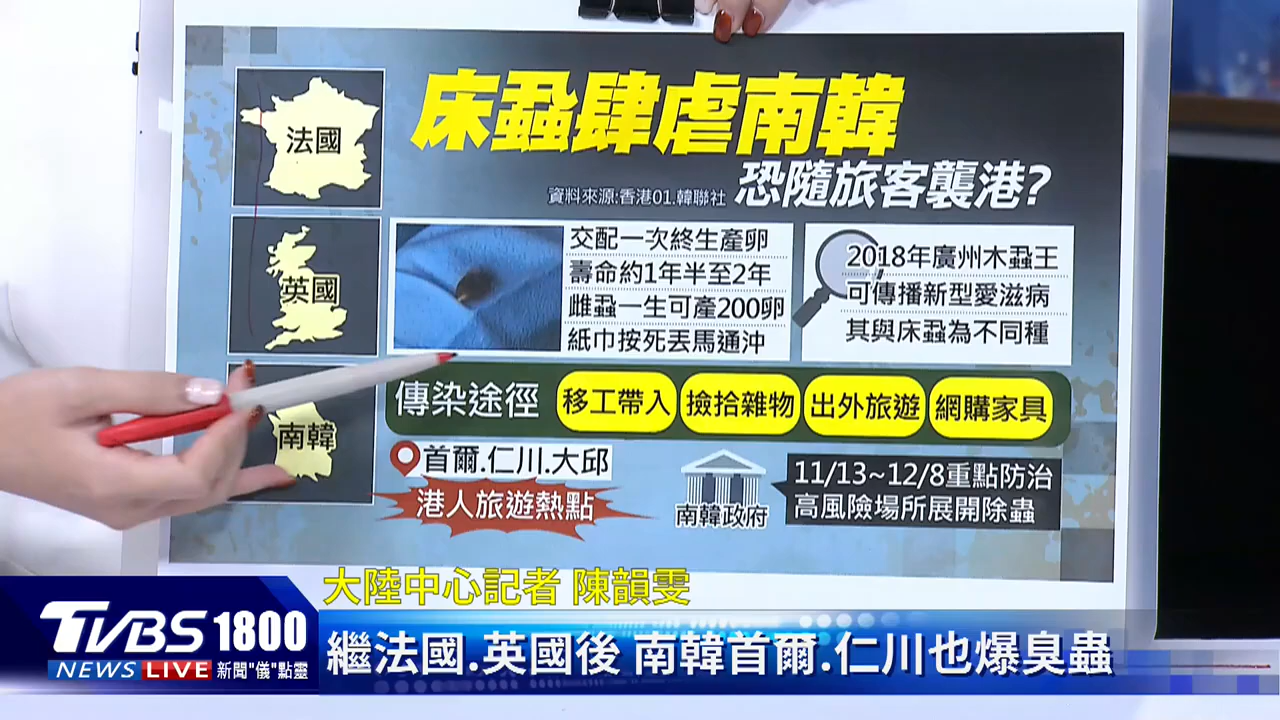 床蝨肆虐南韓
恐隨旅客襲港?
資料來源:香港01.韓聯社
法國
英國
南韓
交配一次終生產卵
壽命約1年半至2年
雌蝨一生可產200卵
紙巾按死丟馬通沖
2018年廣州木蝨王
可傳播新型愛滋病
其與床蝨為不同種
傳染途徑
移工帶入
撿拾雜物
出外旅遊
網購家具
首爾.仁川.大邱
港人旅遊熱點
南韓政府
11/13~12/8重點防治
高風險場所展開除蟲
大陸中心記者 陳韻雯
TVBS 1800
NEWS LIVE 新聞"儀"點靈
繼法國.英國後 南韓首爾.仁川也爆臭蟲